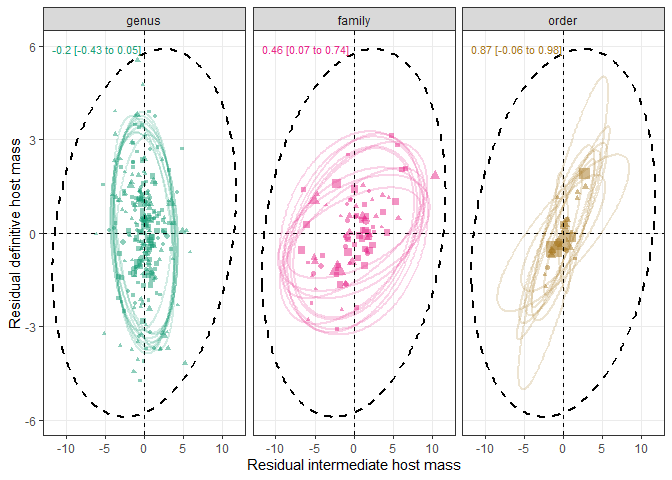 genus family order
-0.2 [-0.43 to 0.05] 0.46 [0.07 to 0.74] 0.87 [-0.06 to 0.98]
6
3
0
-3
-6
-10 -5 0 5 10 -10 -5 0 5 10 -10 -5 0 5 10
Residual definitive host mass
Residual intermediate host mass